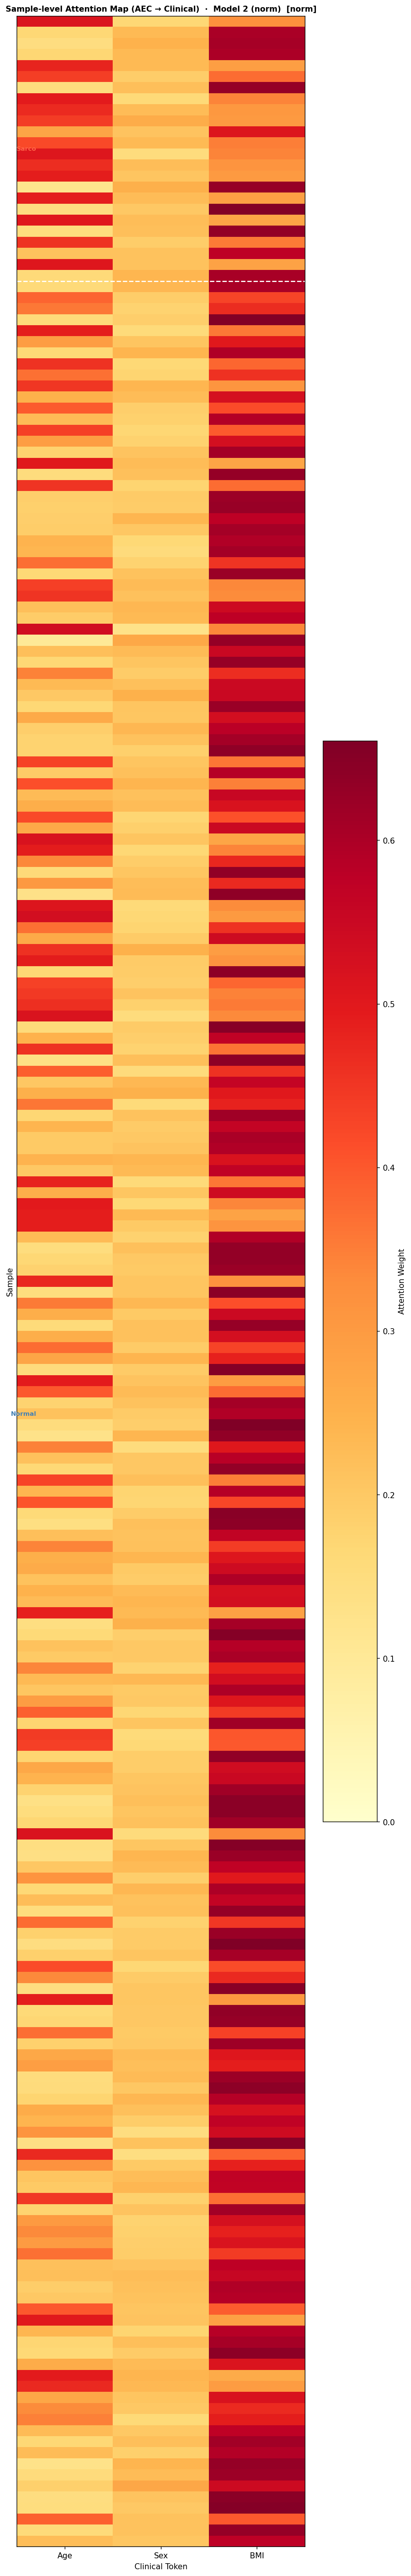 Sample-level Attention Map (AEC → Clinical)  ·  Model 2 (norm)  [norm]
Sarco
Normal
Sample
Age
Sex
BMI
Clinical Token
0.6
0.5
0.4
0.3
0.2
0.1
0.0
Attention Weight